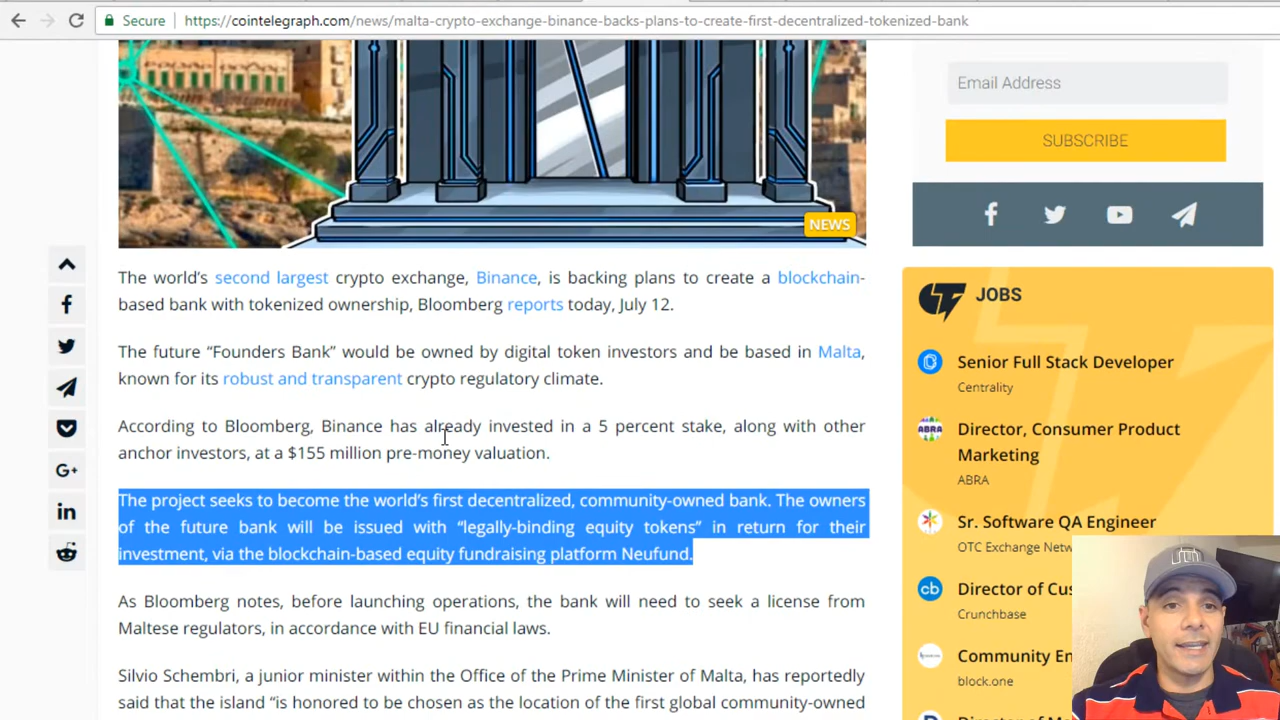 Secure
https://cointelegraph.com/news/malta-crypto-exchange-binance-backs-plans-to-create-first-decentralized-tokenized-bank
NEWS
The world's second largest crypto exchange, Binance, is backing plans to create a blockchain-
based bank with tokenized ownership, Bloomberg reports today, July 12.
The future “Founders Bank” would be owned by digital token investors and be based in Malta,
known for its robust and transparent crypto regulatory climate.
According to Bloomberg, Binance has already invested in a 5 percent stake, along with other
anchor investors, at a $155 million pre-money valuation.
The project seeks to become the world's first decentralized, community-owned bank. The owners
of the future bank will be issued with “legally-binding equity tokens” in return for their
investment, via the blockchain-based equity fundraising platform Neufund.
As Bloomberg notes, before launching operations, the bank will need to seek a license from
Maltese regulators, in accordance with EU financial laws.
Silvio Schembri, a junior minister within the Office of the Prime Minister of Malta, has reportedly
said that the island “is honored to be chosen as the location of the first global community-owned
Email Address
SUBSCRIBE
JOBS
Senior Full Stack Developer
Centrality
ABRA
Director, Consumer Product
Marketing
ABRA
Sr. Software QA Engineer
OTC Exchange Netw
cb
Director of Cus
Crunchbase
Community En
block.one
Director of M